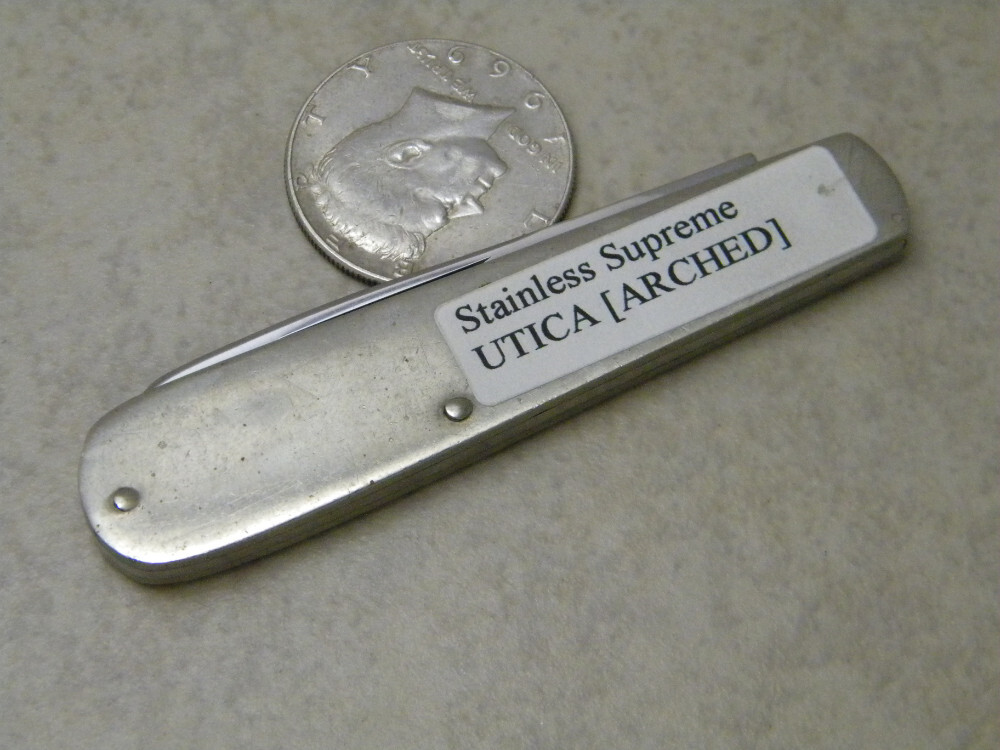 Stainless Supreme
UTICA [ARCHED]